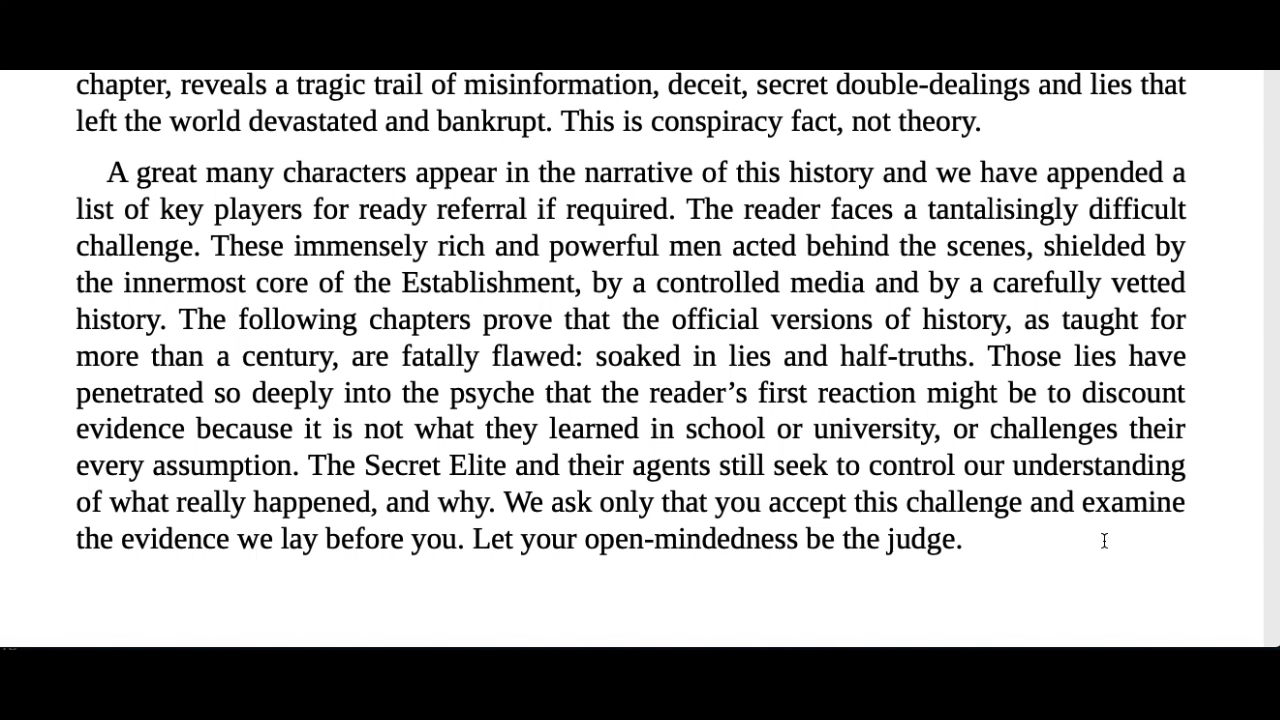 chapter, reveals a tragic trail of misinformation, deceit, secret double-dealings and lies that
left the world devastated and bankrupt. This is conspiracy fact, not theory.
A great many characters appear in the narrative of this history and we have appended a
list of key players for ready referral if required. The reader faces a tantalisingly difficult
challenge. These immensely rich and powerful men acted behind the scenes, shielded by
the innermost core of the Establishment, by a controlled media and by a carefully vetted
history. The following chapters prove that the official versions of history, as taught for
more than a century, are fatally flawed: soaked in lies and half-truths. Those lies have
penetrated so deeply into the psyche that the reader’s first reaction might be to discount
evidence because it is not what they learned in school or university, or challenges their
every assumption. The Secret Elite and their agents still seek to control our understanding
of what really happened, and why. We ask only that you accept this challenge and examine
the evidence we lay before you. Let your open-mindedness be the judge.